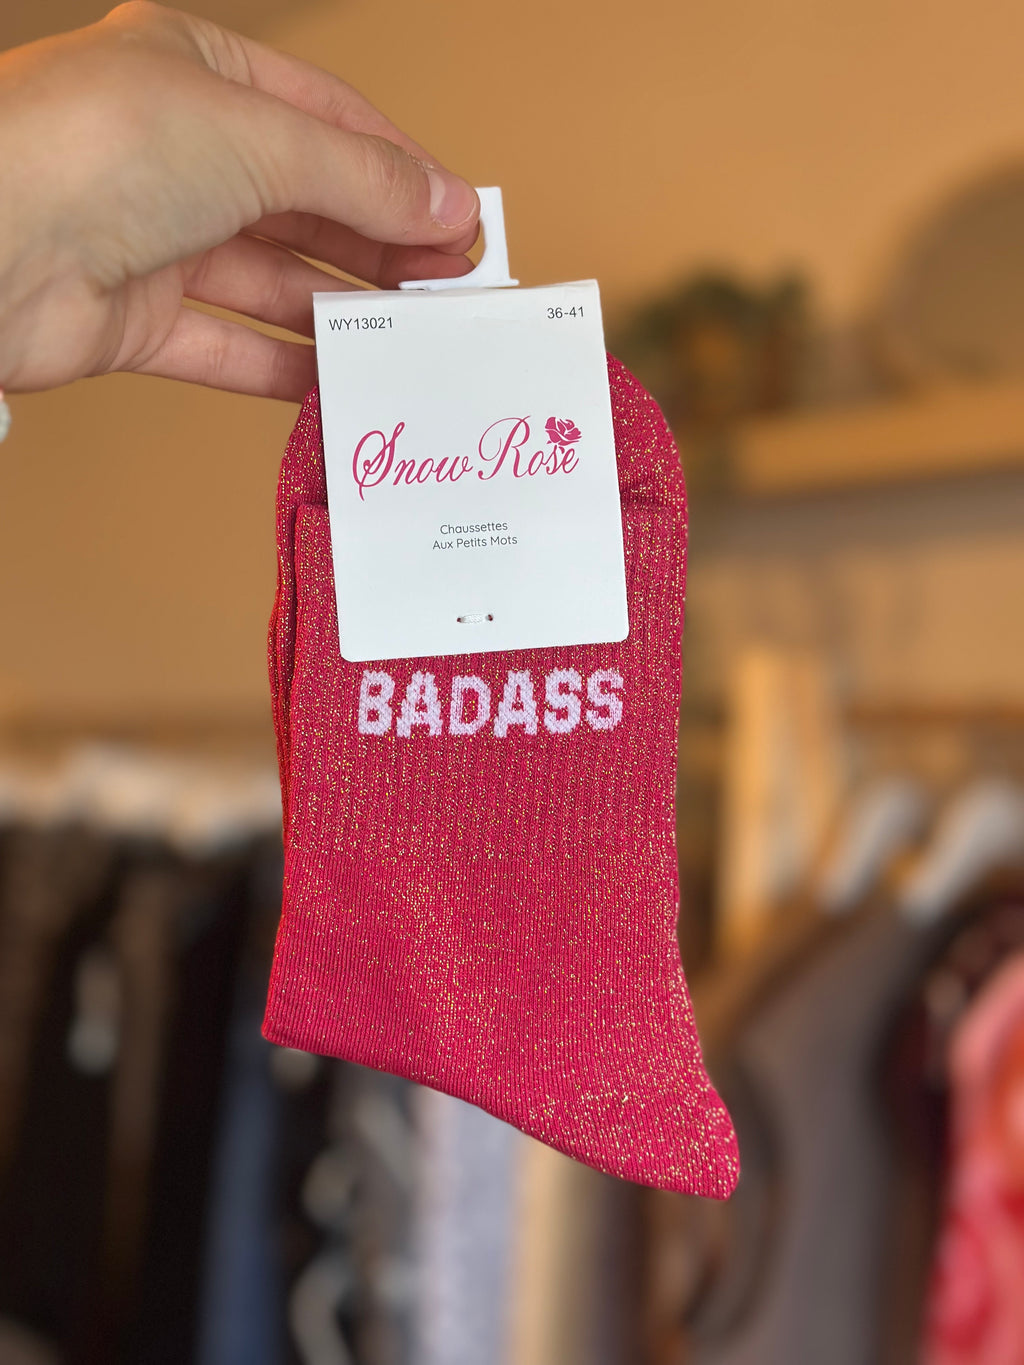 WY13021 36-41
Snow Rose
Chaussettes
Aux Petits Mots
BADASS